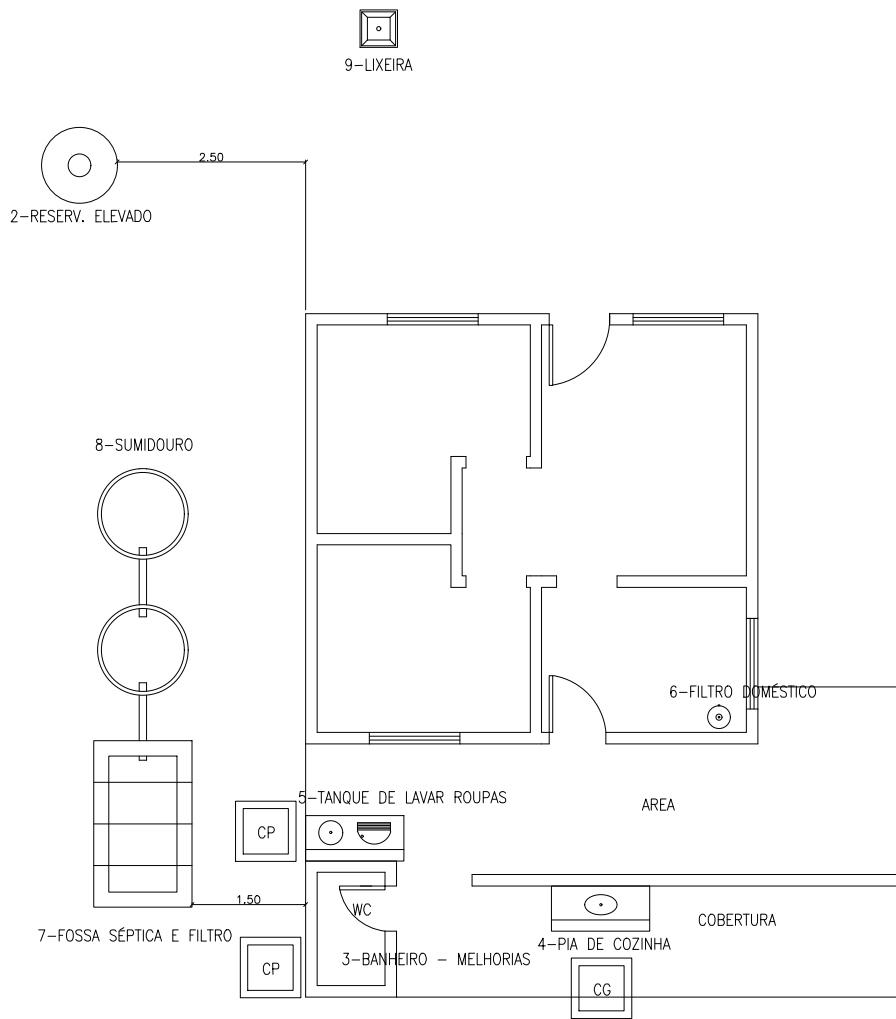 9-LIXEIRA
2.50
2-RESERV. ELEVADO
8-SUMIDOURO
6-FILTRO DOMÉSTICO
5-TANQUE DE LAVAR ROUPAS
AREA
CP
1.50
WC
COBERTURA
7-FOSSA SÉPTICA E FILTRO
4-PIA DE COZINHA
3-BANHEIRO - MELHORIAS
CP
CG